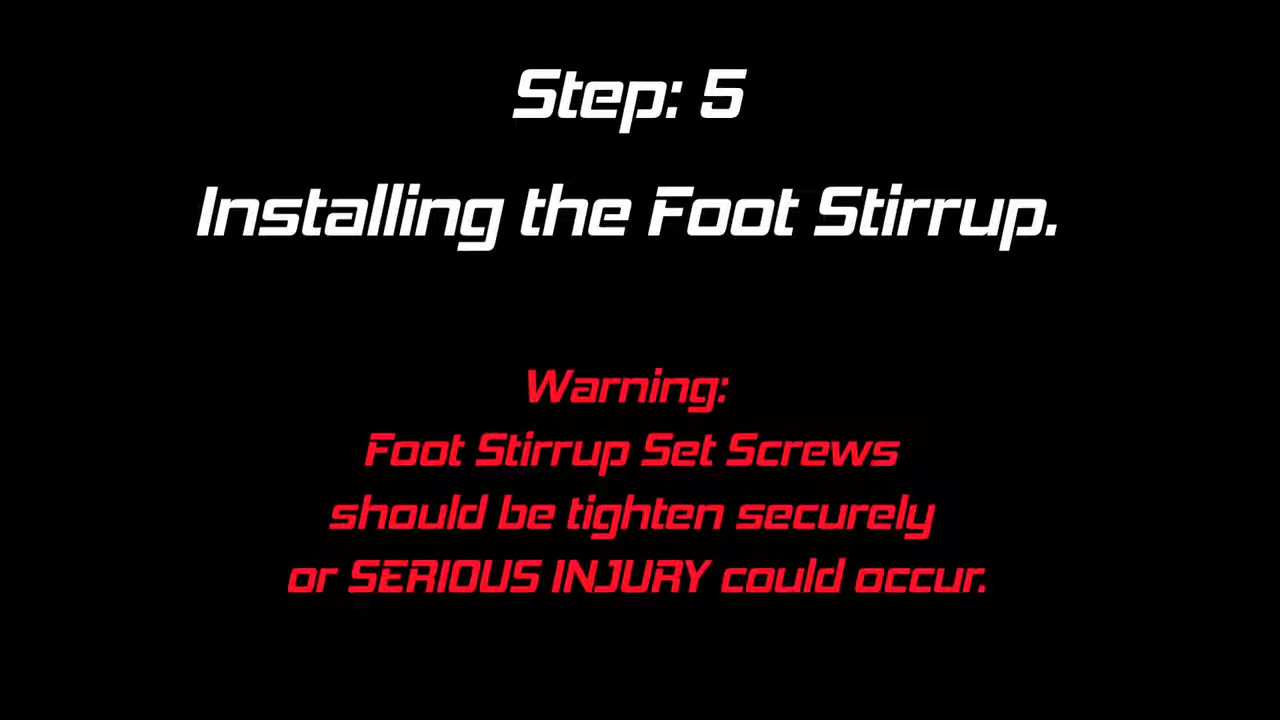 Step: 5
Installing the Foot Stirrup.
Warning:
Foot Stirrup Set Screws
should be tighten securely
or SERIOUS INJURY could occur.